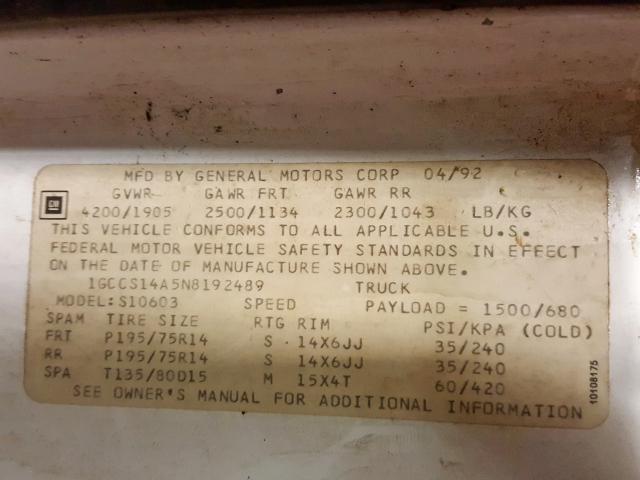 MFD BY GENERAL MOTORS CORP 04/92
GVWR GAWR FRT GAWR RR
GM 4200/1905 2500/1134 2300/1043 LB/KG
THIS VEHICLE CONFORMS TO ALL APPLICABLE U.S.
FEDERAL MOTOR VEHICLE SAFETY STANDARDS IN EFFECT
ON THE DATE OF MANUFACTURE SHOWN ABOVE.
1GCCS14A5N8192489 TRUCK
MODEL:S10603 SPEED PAYLOAD = 1500/680
SPAM TIRE SIZE RTG RIM PSI/KPA (COLD)
FRT P195/75R14 S 14X6JJ 35/240
RR P195/75R14 S 14X6JJ 35/240
SPA T135/80D15 M 15X4T 60/420
SEE OWNER'S MANUAL FOR ADDITIONAL INFORMATION
10108175